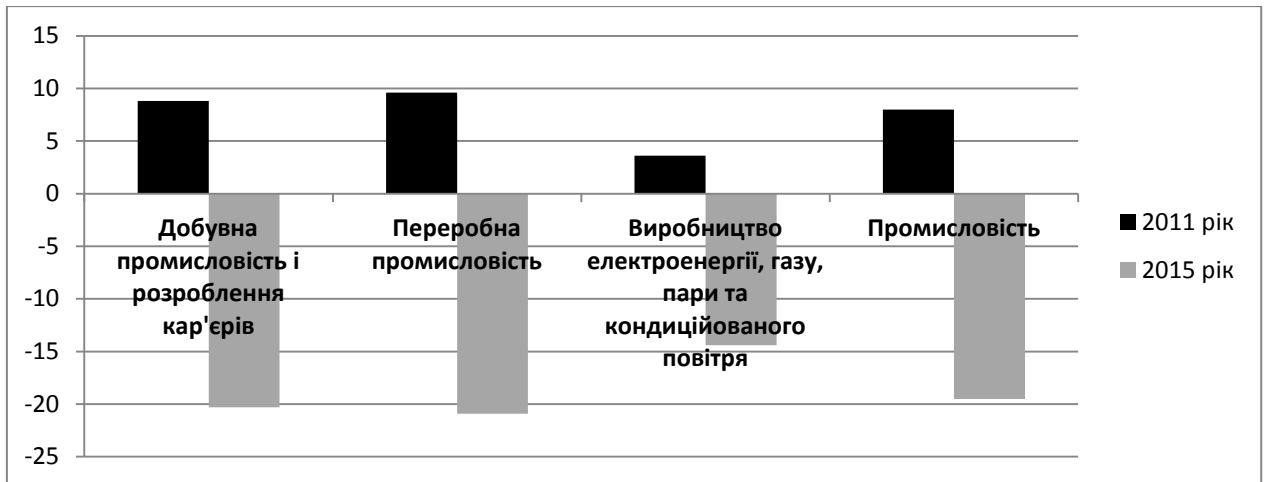 15
10
5
0
-5
-10
-15
-20
-25
Добувна
промисловість і
розроблення
кар'єрів
Переробна
промисловість
Виробництво
електроенергії, газу,
пари та
кондиційованого
повітря
Промисловість
2011 рік
2015 рік